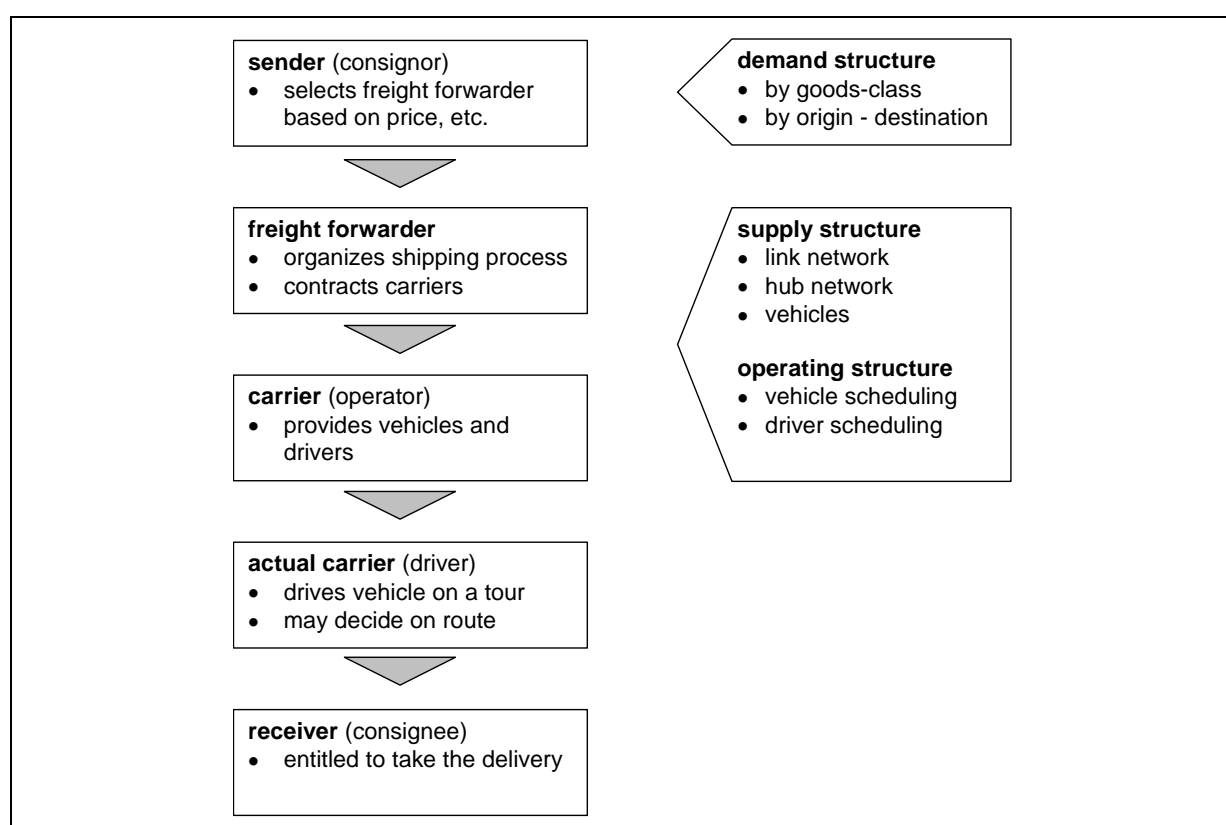 sender (consignor)
• selects freight forwarder
based on price, etc.
freight forwarder
• organizes shipping process
• contracts carriers
carrier (operator)
• provides vehicles and
drivers
actual carrier (driver)
• drives vehicle on a tour
• may decide on route
receiver (consignee)
• entitled to take the delivery
demand structure
• by goods-class
• by origin - destination
supply structure
• link network
• hub network
• vehicles
operating structure
• vehicle scheduling
• driver scheduling